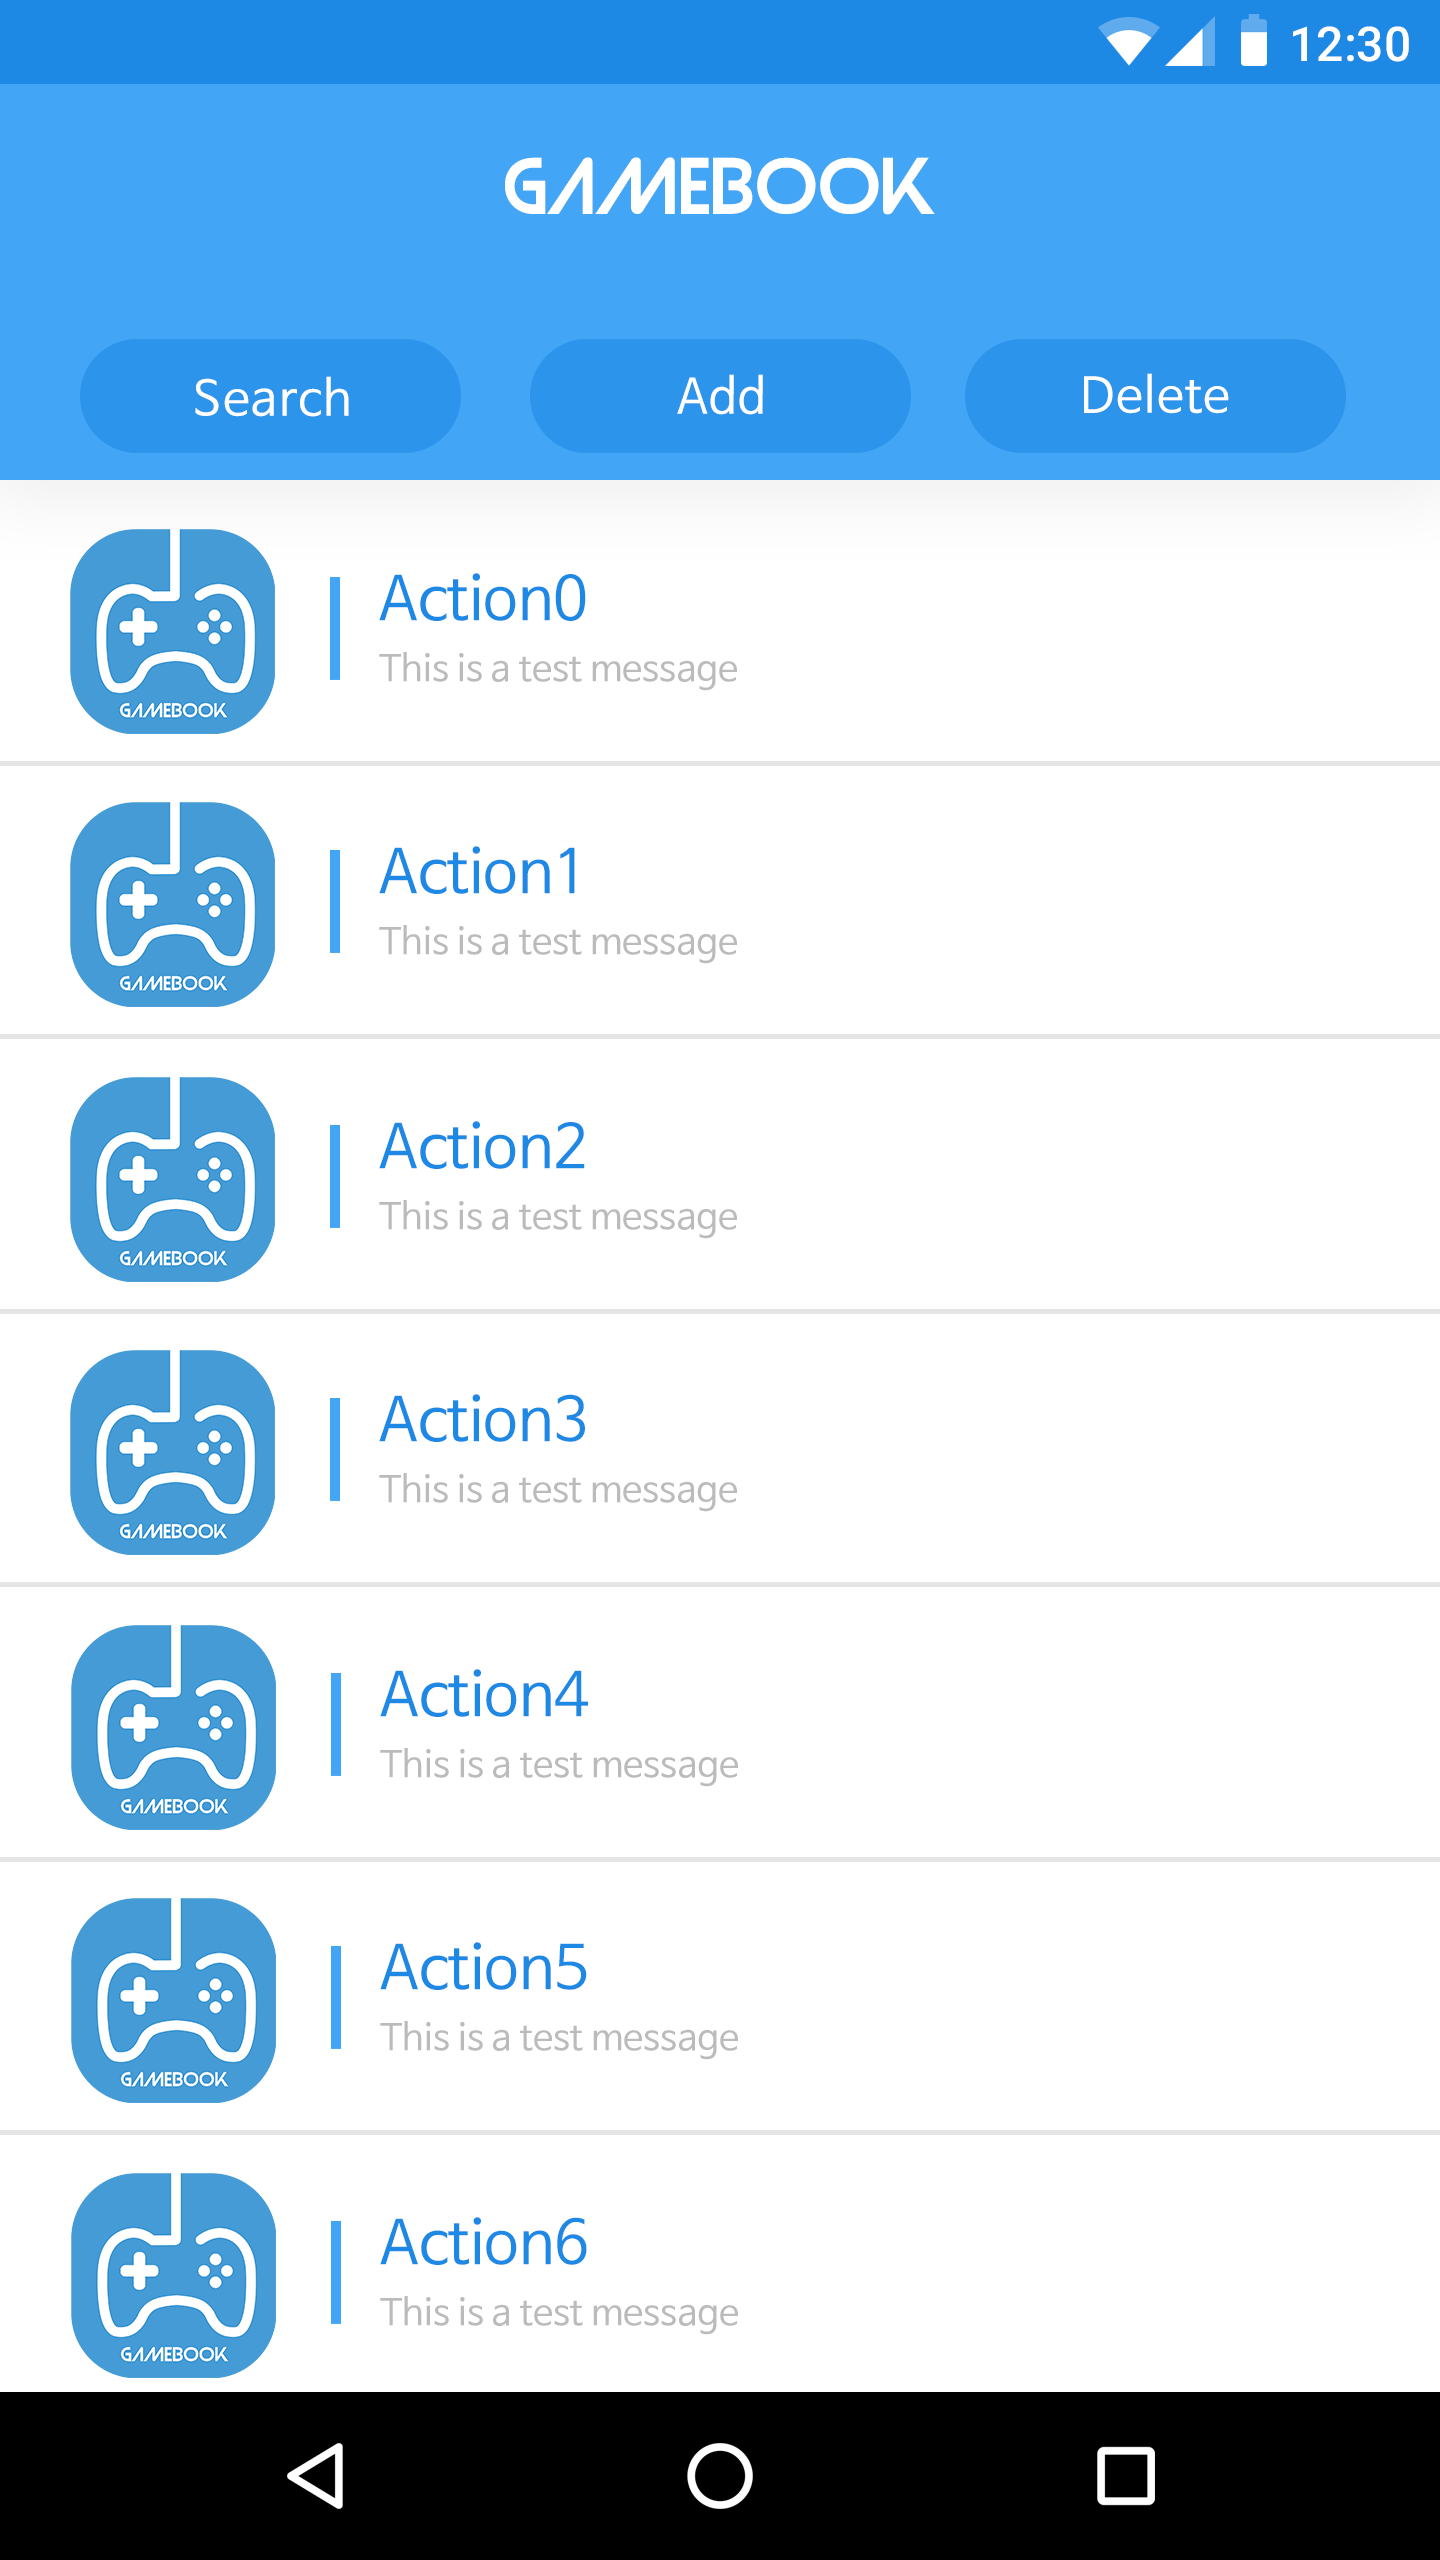 12:30
GAMEBOOK
Search Add Delete
Action0
This is a test message
GAMEBOOK
Action1
This is a test message
GAMEBOOK
Action2
This is a test message
GAMEBOOK
Action3
This is a test message
GAMEBOOK
Action4
This is a test message
GAMEBOOK
Action5
This is a test message
GAMEBOOK
Action6
This is a test message
GAMEBOOK